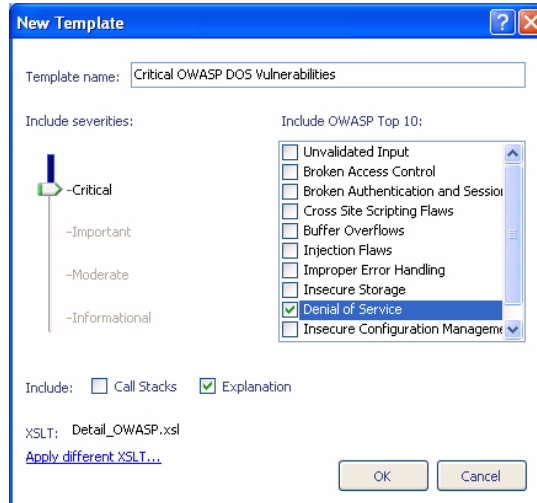 New Template
Template name: Critical OWASP DOS Vulnerabilities
Include severities:
-Critical
-Important
-Moderate
-Informational
Include OWASP Top 10:
Unvalidated Input
Broken Access Control
Broken Authentication and Session
Cross Site Scripting Flaws
Buffer Overflows
Injection Flaws
Improper Error Handling
Insecure Storage
Denial of Service
Insecure Configuration Manageme
Include: Call Stacks Explanation
XSLT: Detail_OWASP.xsl
Apply different XSLT...
OK Cancel